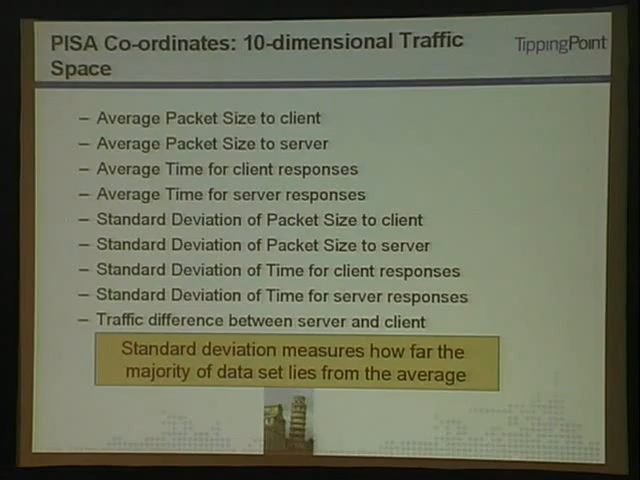 PISA Co-ordinates: 10-dimensional Traffic
Space
TippingPoint
– Average Packet Size to client
– Average Packet Size to server
– Average Time for client responses
– Average Time for server responses
– Standard Deviation of Packet Size to client
– Standard Deviation of Packet Size to server
– Standard Deviation of Time for client responses
– Standard Deviation of Time for server responses
– Traffic difference between server and client
Standard deviation measures how far the
majority of data set lies from the average